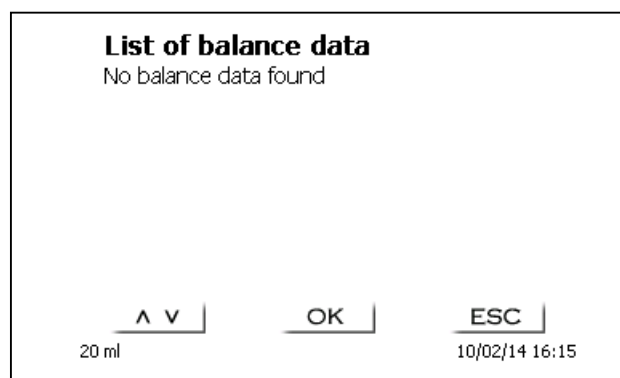 List of balance data
No balance data found
∧ ∨ OK ESC
20 ml 10/02/14 16:15